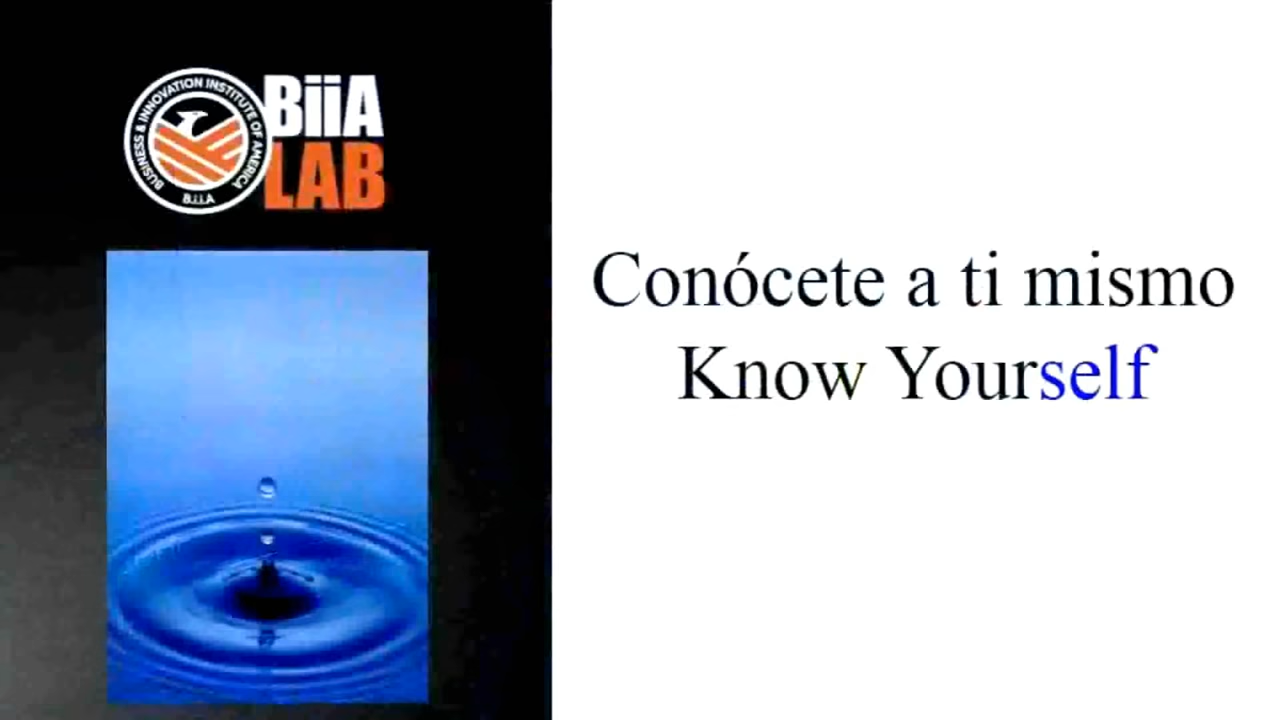 BUSINESS & INNOVATION INSTITUTE OF AMERICA
B.I.I.A
BiiA
LAB
Conócete a ti mismo
Know Yourself